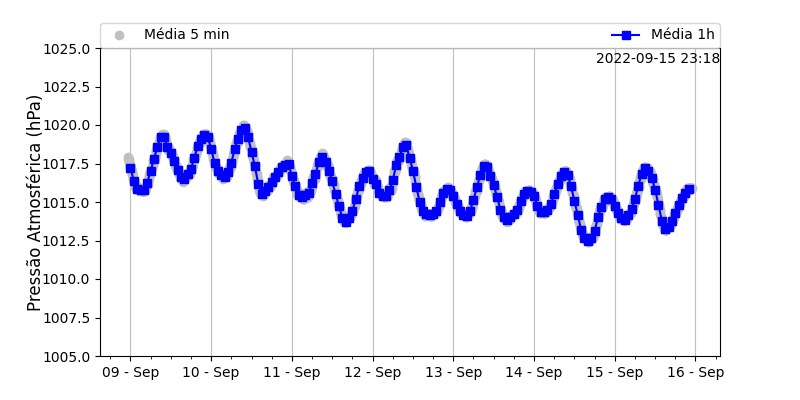 Média 5 min
Média 1h
2022-09-15 23:18
Pressão Atmosférica (hPa)
1025.0
1022.5
1020.0
1017.5
1015.0
1012.5
1010.0
1007.5
1005.0
09 - Sep
10 - Sep
11 - Sep
12 - Sep
13 - Sep
14 - Sep
15 - Sep
16 - Sep